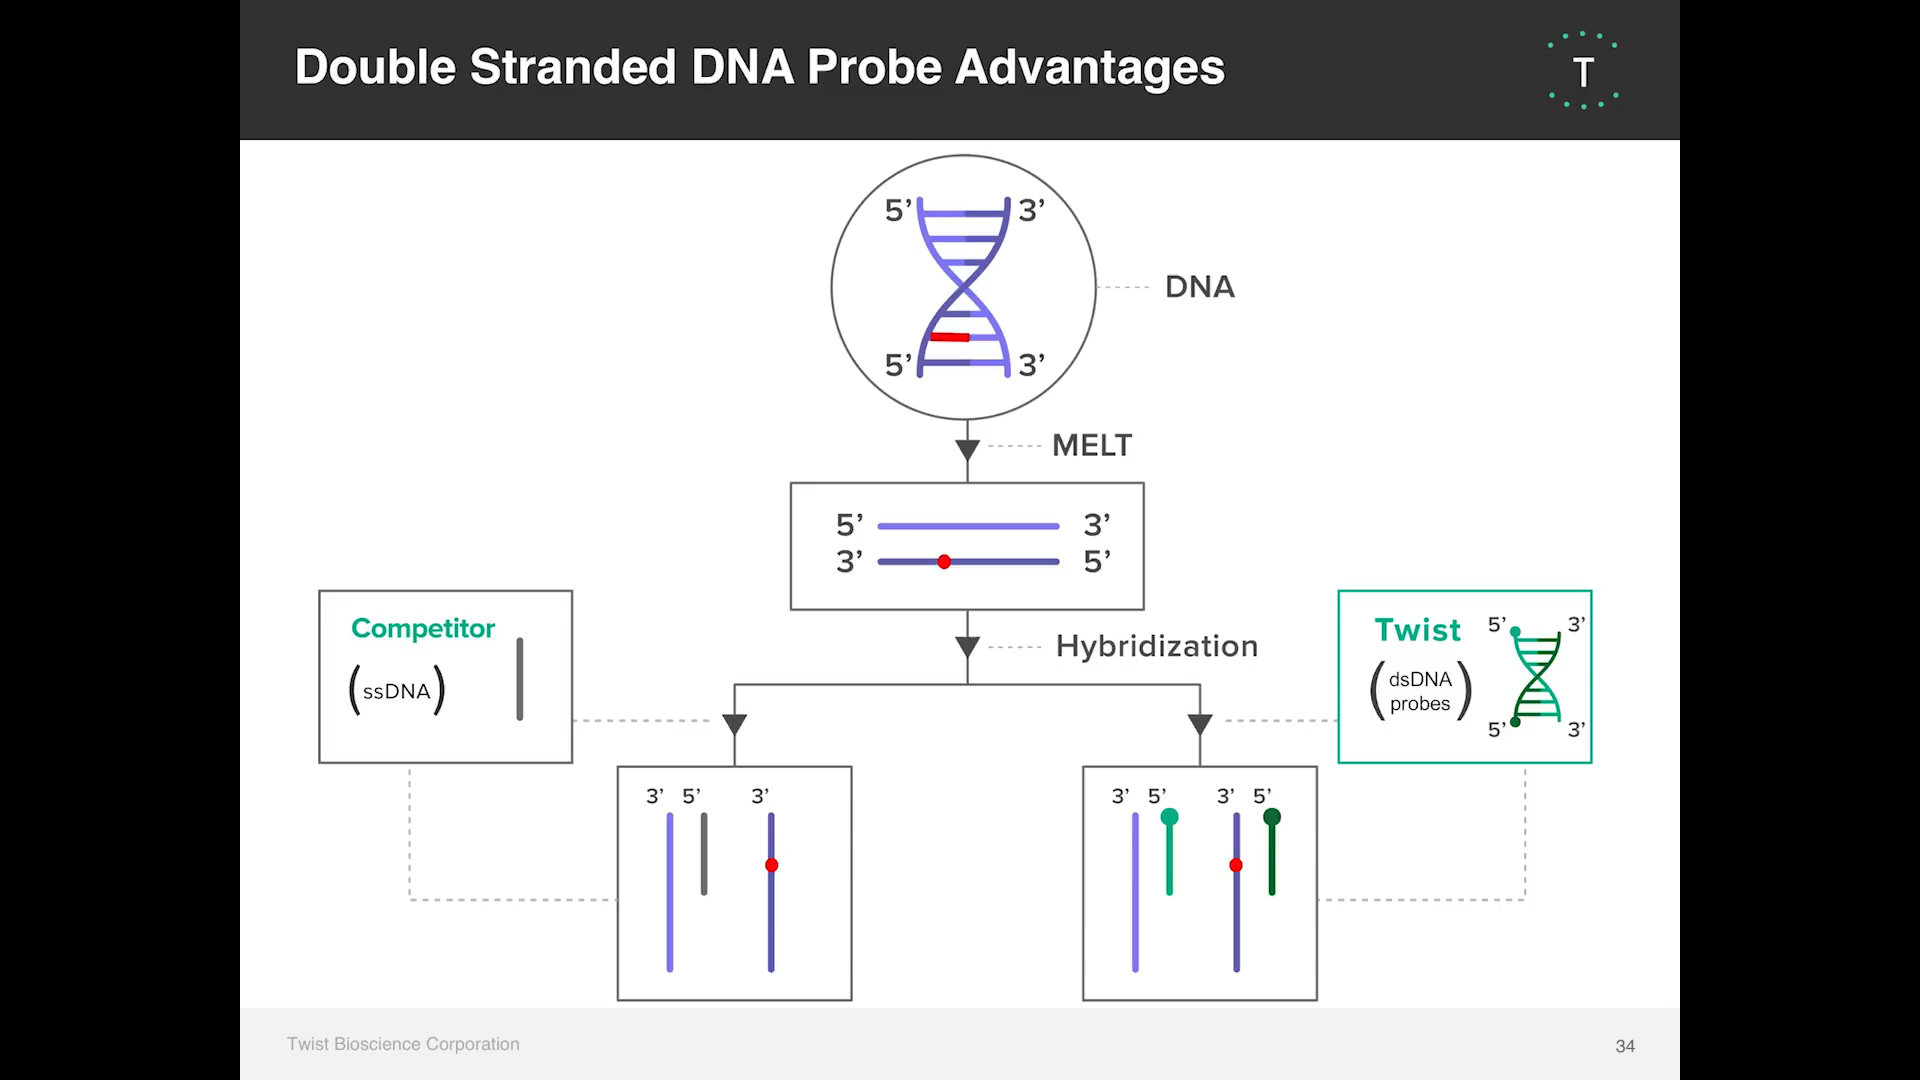 Double Stranded DNA Probe Advantages
T
5’ 3’
DNA
5’ 3’
MELT
5’ 3’
3’ 5’
Competitor
(ssDNA)
Hybridization
Twist
(dsDNA
probes)
5’ 3’
5’ 3’
3’ 5’ 3’
3’ 5’ 3’ 5’
Twist Bioscience Corporation
34